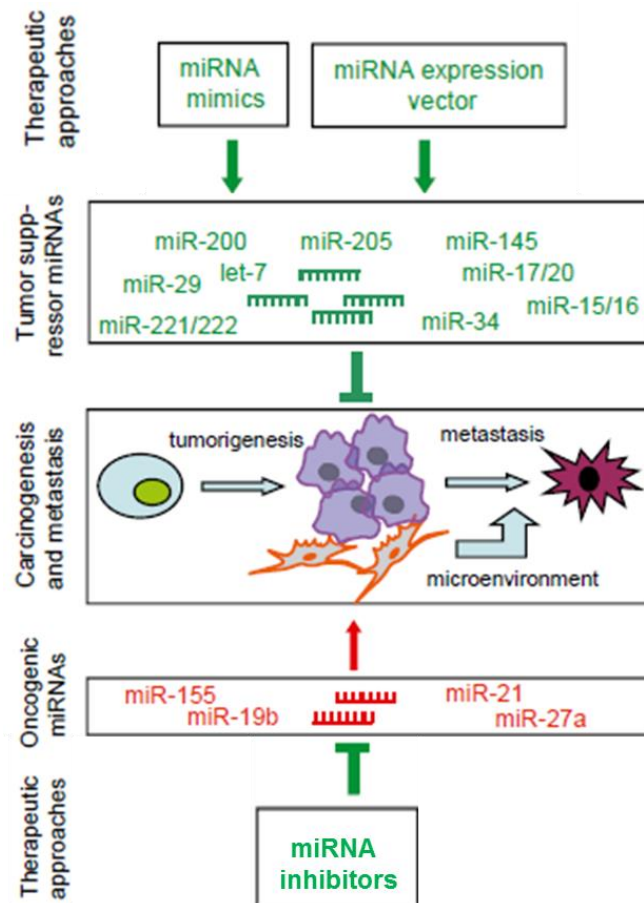 Therapeutic
approaches
miRNA
mimics
miRNA expression
vector
Tumor supp-
ressor miRNAs
miR-200
miR-205
miR-145
miR-29
let-7
miR-17/20
miR-15/16
miR-221/222
miR-34
Carcinogenesis
and metastasis
tumorigenesis
metastasis
microenvironment
Oncogenic
miRNAs
miR-155
miR-21
miR-19b
miR-27a
Therapeutic
approaches
miRNA
inhibitors